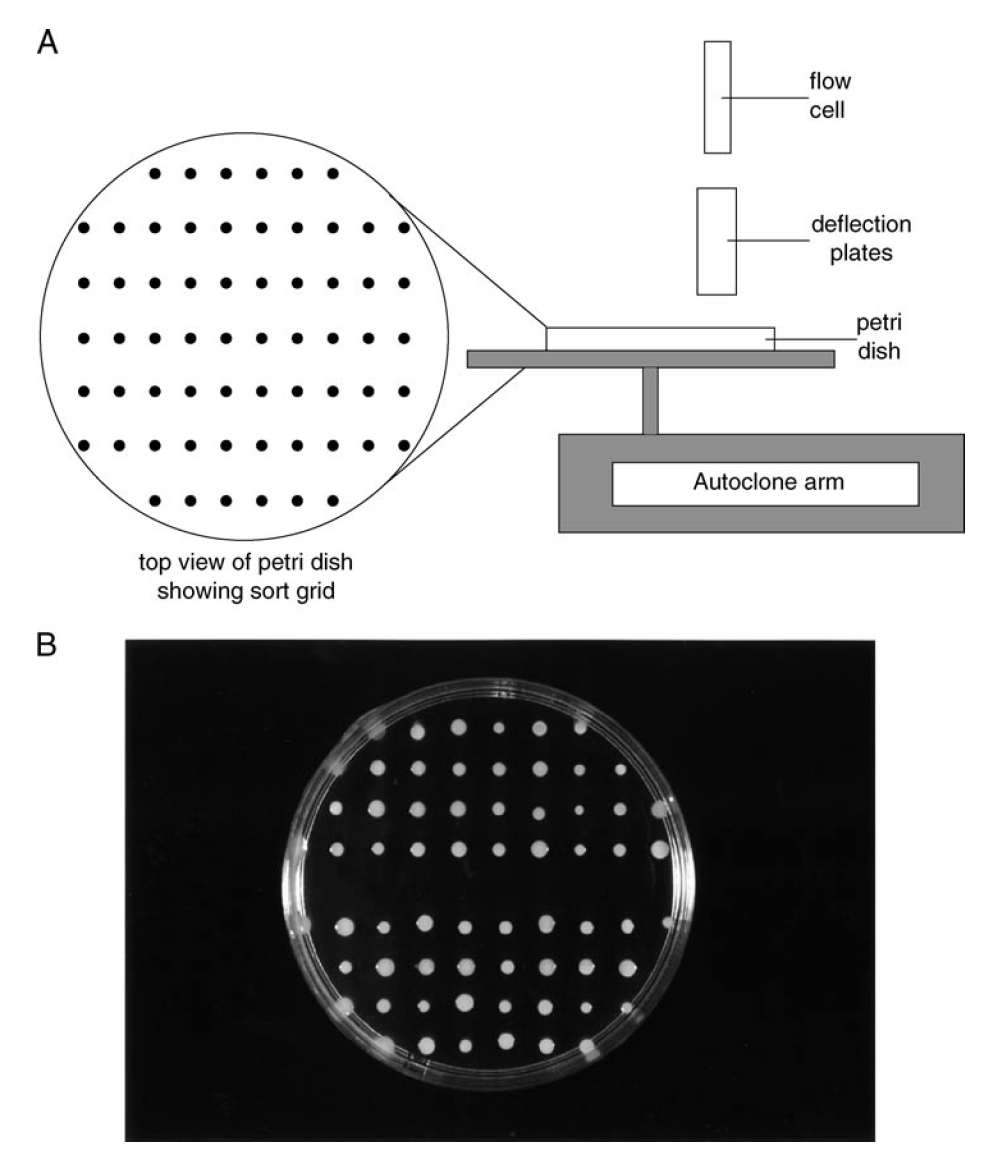 A
flow
cell
deflection
plates
petri
dish
Autoclone arm
top view of petri dish
showing sort grid
B